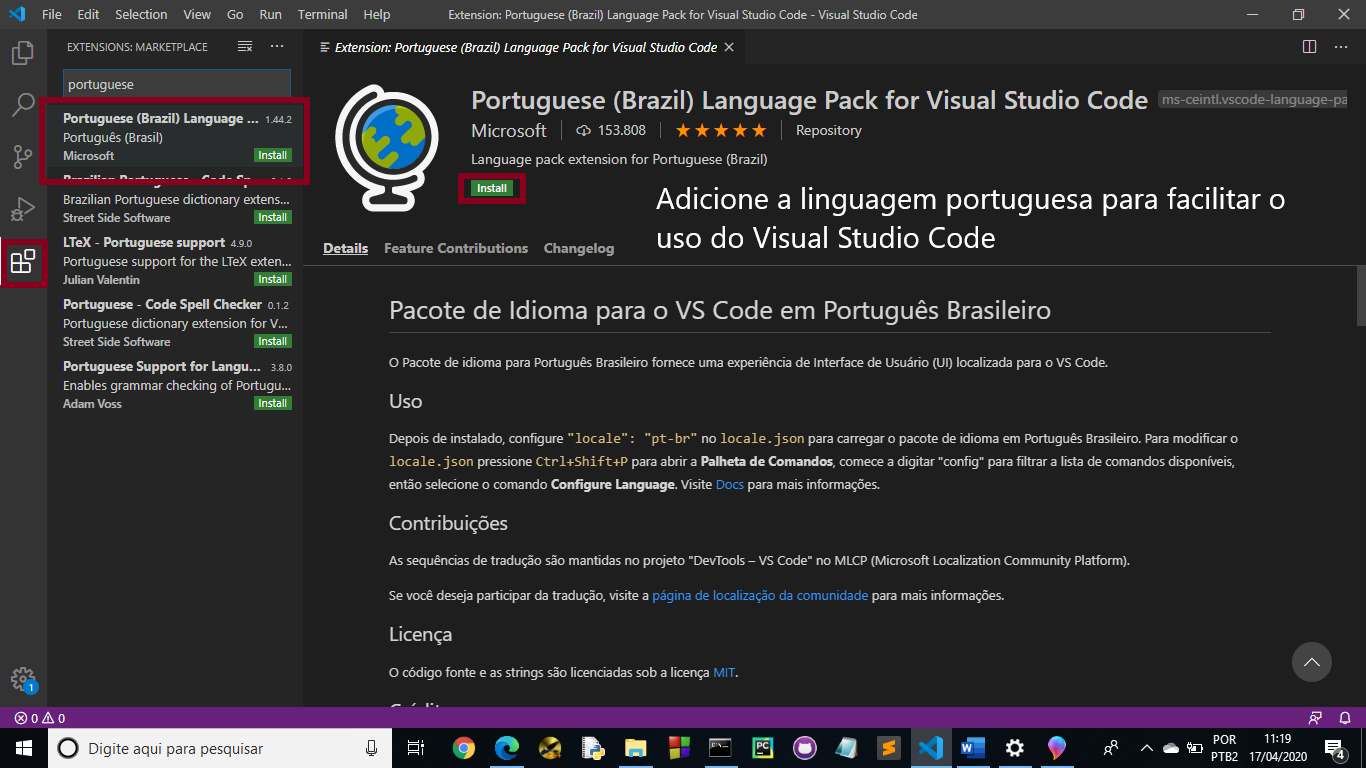 File Edit Selection View Go Run Terminal Help
Extension: Portuguese (Brazil) Language Pack for Visual Studio Code - Visual Studio Code
EXTENSIONS: MARKETPLACE
portuguese
Portuguese (Brazil) Language ... 1.44.2
Português (Brasil)
Microsoft Install
Brazilian Portuguese - Code Sp...
Brazilian Portuguese dictionary extens...
Street Side Software Install
LTeX - Portuguese support 4.9.0
Portuguese support for the LTeX exten...
Julian Valentin Install
Portuguese - Code Spell Checker 0.1.2
Portuguese dictionary extension for V...
Street Side Software Install
Portuguese Support for Langu... 3.8.0
Enables grammar checking of Portugu...
Adam Voss Install
1
Extension: Portuguese (Brazil) Language Pack for Visual Studio Code
Portuguese (Brazil) Language Pack for Visual Studio Code ms-ceintl.vscode-language-pa
Microsoft 153.808 Repository
Language pack extension for Portuguese (Brazil)
Install
Adicione a linguagem portuguesa para facilitar o
uso do Visual Studio Code
Details Feature Contributions Changelog
Pacote de Idioma para o VS Code em Português Brasileiro
O Pacote de idioma para Português Brasileiro fornece uma experiência de Interface de Usuário (UI) localizada para o VS Code.
Uso
Depois de instalado, configure "locale": "pt-br" no locale.json para carregar o pacote de idioma em Português Brasileiro. Para modificar o
locale.json pressione Ctrl+Shift+P para abrir a Palheta de Comandos, comece a digitar "config" para filtrar a lista de comandos disponíveis,
então selecione o comando Configure Language. Visite Docs para mais informações.
Contribuições
As sequências de tradução são mantidas no projeto "DevTools – VS Code" no MLCP (Microsoft Localization Community Platform).
Se você deseja participar da tradução, visite a página de localização da comunidade para mais informações.
Licença
O código fonte e as strings são licenciadas sob a licença MIT.
0 0
Digite aqui para pesquisar
PC
POR
PTB2
11:19
17/04/2020
4